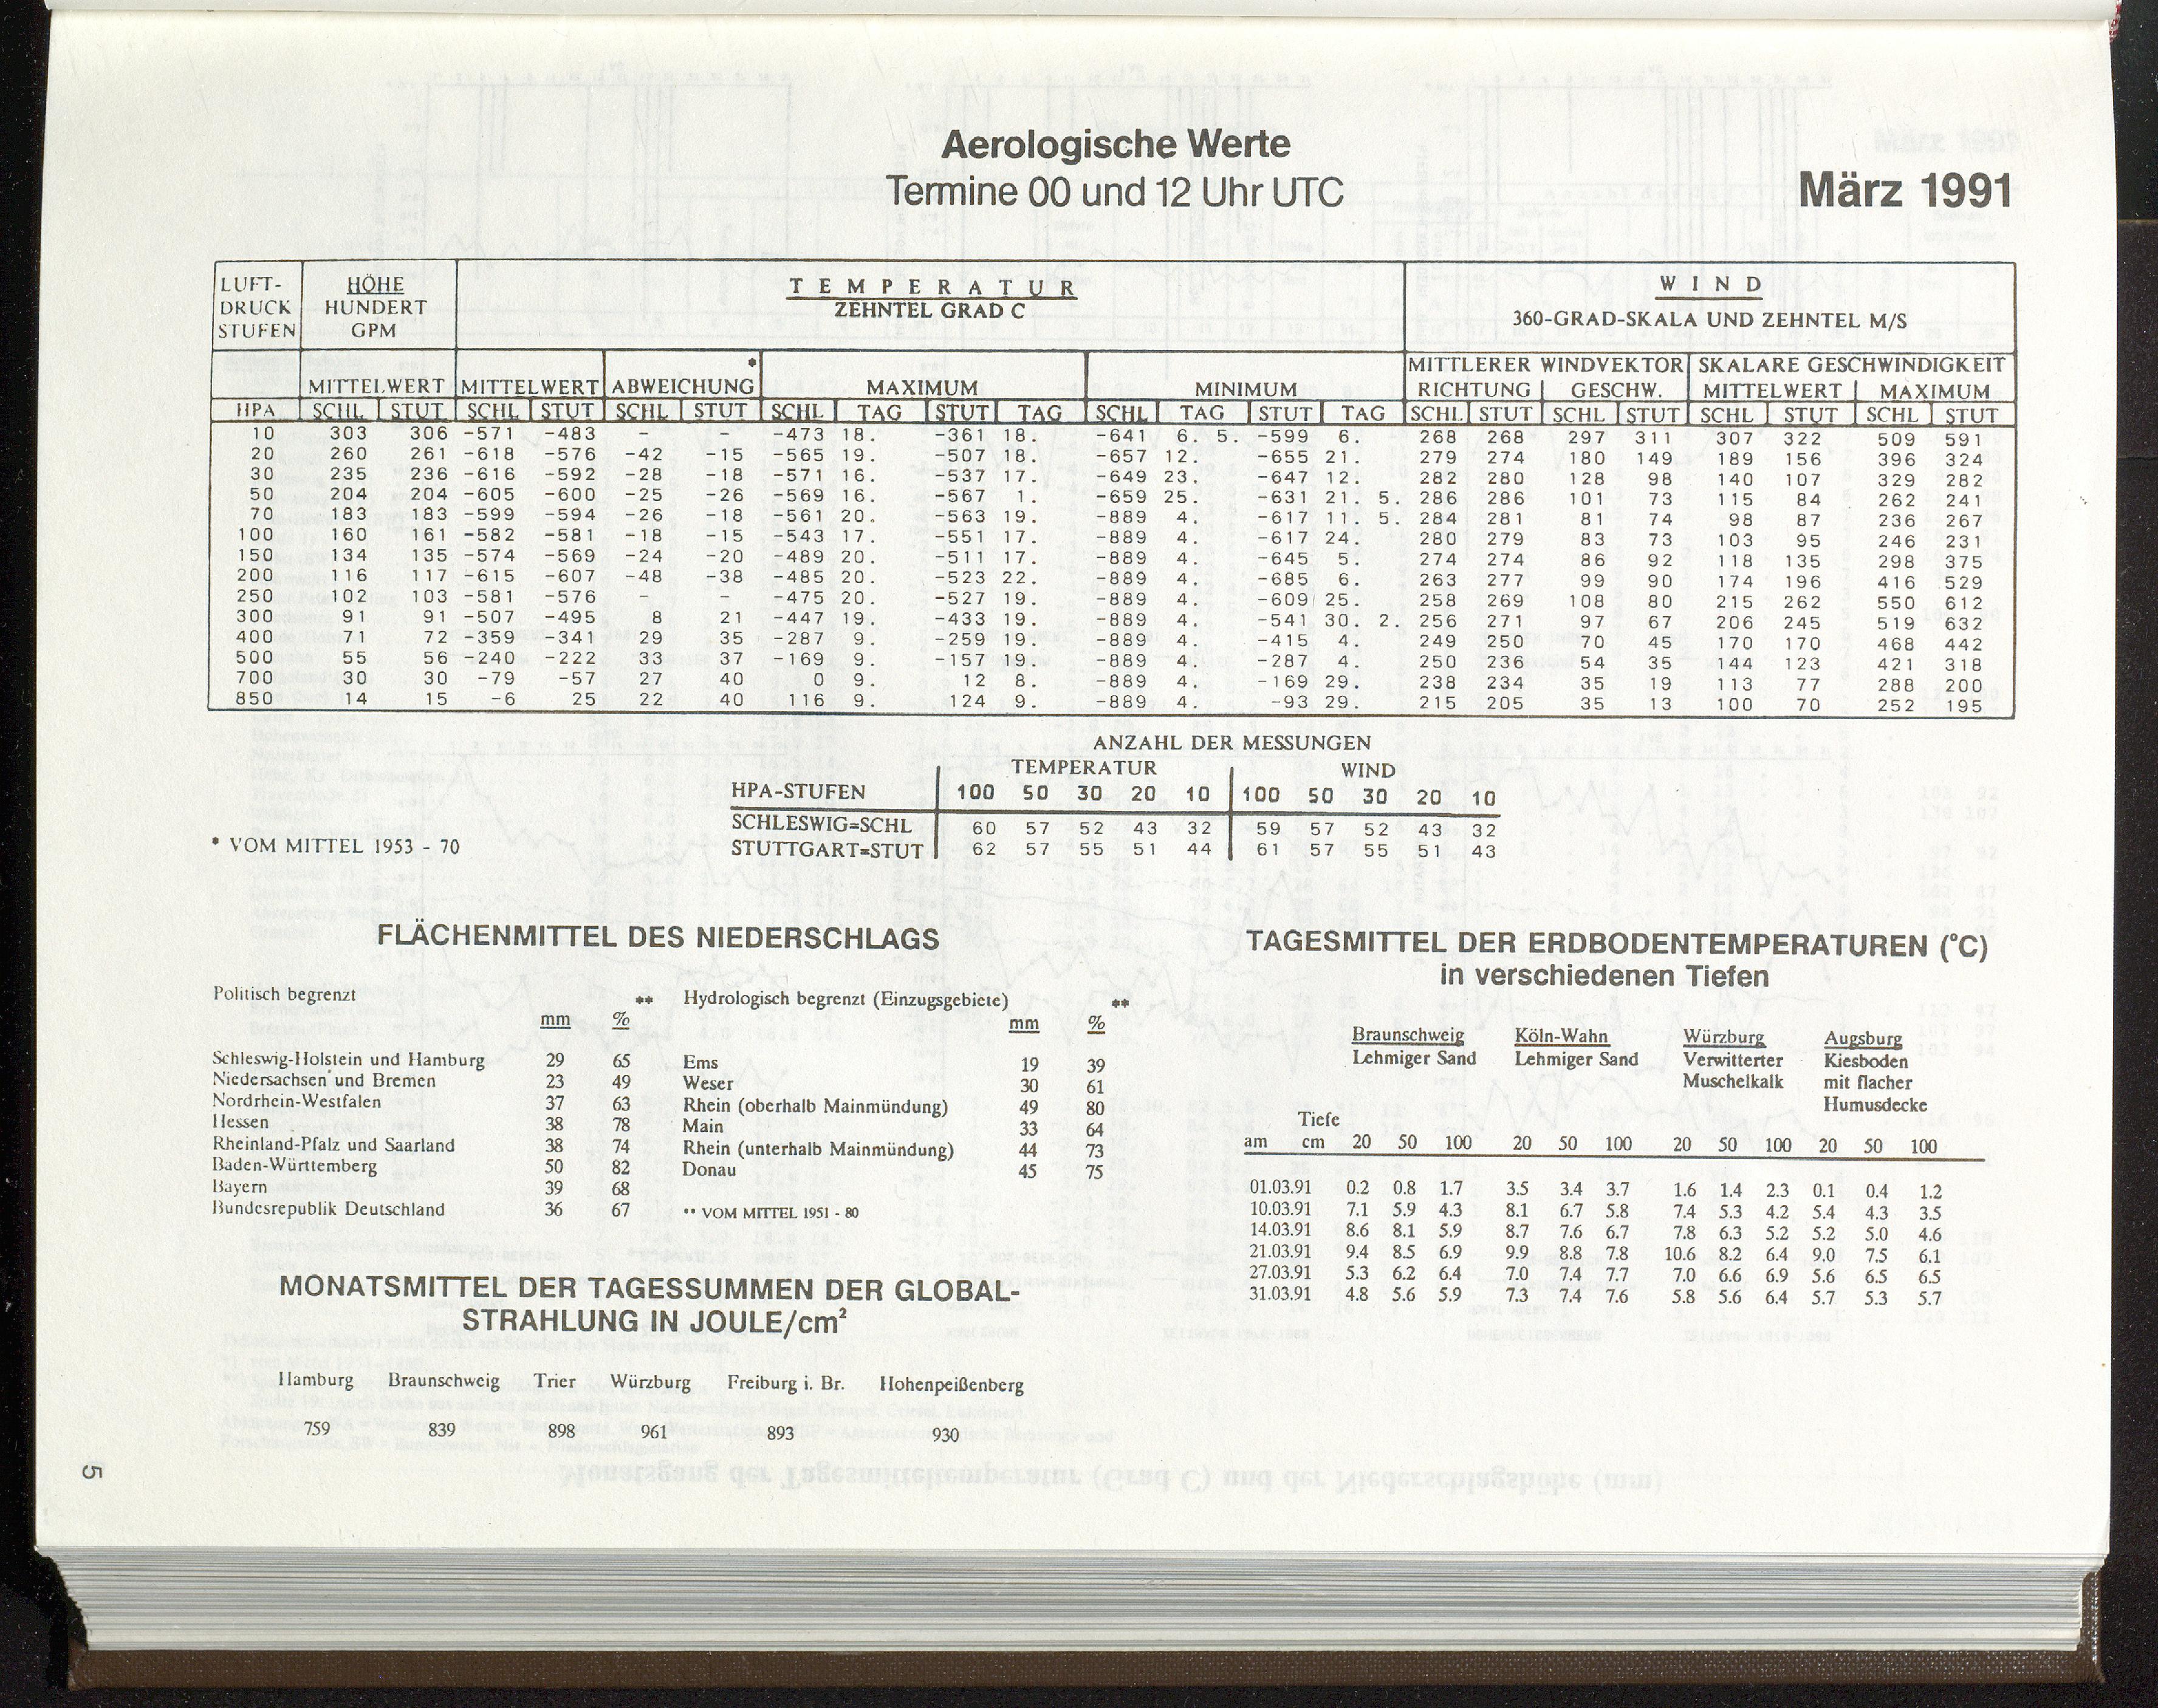 Aerologische Werte
Termine 00 und 12 Uhr UTC
März 1991
LUFT- HÖHE T E M P E R A T U R W I N D
DRUCK HUNDERT ZEHNTEL GRAD C 360-GRAD-SKALA UND ZEHNTEL M/S
STUFEN GPM
* MITTLERER WINDVEKTOR SKALARE GESCHWINDIGKEIT
MITTELWERT MITTELWERT ABWEICHUNG MAXIMUM MINIMUM RICHTUNG GESCHW. MITTELWERT MAXIMUM
HPA SCHL STUT SCHL STUT SCHL STUT SCHL TAG STUT TAG SCHL TAG STUT TAG SCHL STUT SCHL STUT SCHL STUT SCHL STUT
10 303 306 -571 -483 - - -473 18. -361 18. -641 6. 5. -599 6. 268 268 297 311 307 322 509 591
20 260 261 -618 -576 -42 -15 -565 19. -507 18. -657 12. -655 21. 279 274 180 149 189 156 396 324
30 235 236 -616 -592 -28 -18 -571 16. -537 17. -649 23. -647 12. 282 280 128 98 140 107 329 282
50 204 204 -605 -600 -25 -26 -569 16. -567 1. -659 25. -631 21. 5. 286 286 101 73 115 84 262 241
70 183 183 -599 -594 -26 -18 -561 20. -563 19. -889 4. -617 11. 5. 284 281 81 74 98 87 236 267
100 160 161 -582 -581 -18 -15 -543 17. -551 17. -889 4. -617 24. 280 279 83 73 103 95 246 231
150 134 135 -574 -569 -24 -20 -489 20. -511 17. -889 4. -645 5. 274 274 86 92 118 135 298 375
200 116 117 -615 -607 -48 -38 -485 20. -523 22. -889 4. -685 6. 263 277 99 90 174 196 416 529
250 102 103 -581 -576 - - -475 20. -527 19. -889 4. -609 25. 258 269 108 80 215 262 550 612
300 91 91 -507 -495 8 21 -447 19. -433 19. -889 4. -541 30. 2. 256 271 97 67 206 245 519 632
400 71 72 -359 -341 29 35 -287 9. -259 19. -889 4. -415 4. 249 250 70 45 170 170 468 442
500 55 56 -240 -222 33 37 -169 9. -157 19. -889 4. -287 4. 250 236 54 35 144 123 421 318
700 30 30 -79 -57 27 40 0 9. 12 8. -889 4. -169 29. 238 234 35 19 113 77 288 200
850 14 15 -6 25 22 40 116 9. 124 9. -889 4. -93 29. 215 205 35 13 100 70 252 195
ANZAHL DER MESSUNGEN
TEMPERATUR WIND
HPA-STUFEN 100 50 30 20 10 100 50 30 20 10
SCHLESWIG=SCHL 60 57 52 43 32 59 57 52 43 32
STUTTGART=STUT 62 57 55 51 44 61 57 55 51 43
* VOM MITTEL 1953 - 70
FLÄCHENMITTEL DES NIEDERSCHLAGS
Politisch begrenzt ** Hydrologisch begrenzt (Einzugsgebiete) **
mm % mm %
Schleswig-Holstein und Hamburg 29 65 Ems 19 39
Niedersachsen und Bremen 23 49 Weser 30 61
Nordrhein-Westfalen 37 63 Rhein (oberhalb Mainmündung) 49 80
Hessen 38 78 Main 33 64
Rheinland-Pfalz und Saarland 38 74 Rhein (unterhalb Mainmündung) 44 73
Baden-Württemberg 50 82 Donau 45 75
Bayern 39 68
Bundesrepublik Deutschland 36 67 ** VOM MITTEL 1951 - 80
MONATSMITTEL DER TAGESSUMMEN DER GLOBAL-
STRAHLUNG IN JOULE/cm²
Hamburg Braunschweig Trier Würzburg Freiburg i. Br. Hohenpeißenberg
759 839 898 961 893 930
TAGESMITTEL DER ERDBODENTEMPERATUREN (°C)
in verschiedenen Tiefen
Braunschweig Köln-Wahn Würzburg Augsburg
Lehmiger Sand Lehmiger Sand Verwitterter Kiesboden
Muschelkalk mit flacher
Humusdecke
Tiefe
am cm 20 50 100 20 50 100 20 50 100 20 50 100
01.03.91 0.2 0.8 1.7 3.5 3.4 3.7 1.6 1.4 2.3 0.1 0.4 1.2
10.03.91 7.1 5.9 4.3 8.1 6.7 5.8 7.4 5.3 4.2 5.4 4.3 3.5
14.03.91 8.6 8.1 5.9 8.7 7.6 6.7 7.8 6.3 5.2 5.2 5.0 4.6
21.03.91 9.4 8.5 6.9 9.9 8.8 7.8 10.6 8.2 6.4 9.0 7.5 6.1
27.03.91 5.3 6.2 6.4 7.0 7.4 7.7 7.0 6.6 6.9 5.6 6.5 6.5
31.03.91 4.8 5.6 5.9 7.3 7.4 7.6 5.8 5.6 6.4 5.7 5.3 5.7
5